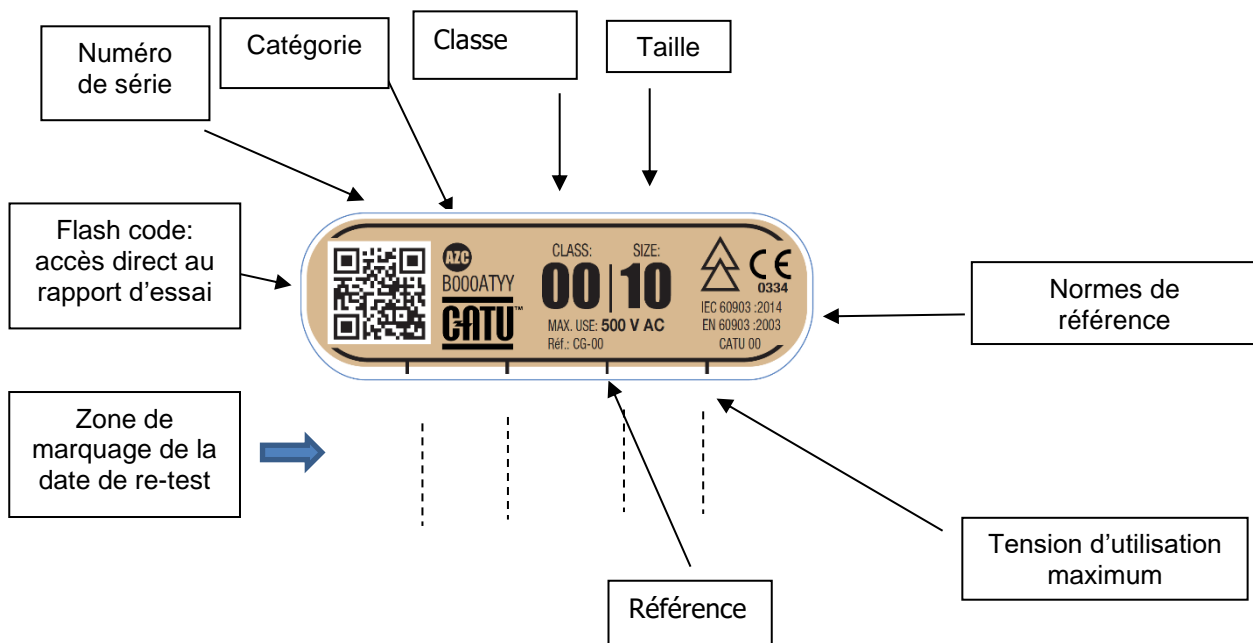 Numéro
de série
Catégorie
Classe
Taille
Flash code:
accès direct au
rapport d'essai
AZC
B000ATYY
CATU™
CLASS:
SIZE:
00 | 10
MAX. USE: 500 V AC
Réf.: CG-00
CE
0334
IEC 60903 :2014
EN 60903 :2003
CATU 00
Normes de
référence
Zone de
marquage de la
date de re-test
Référence
Tension d'utilisation
maximum